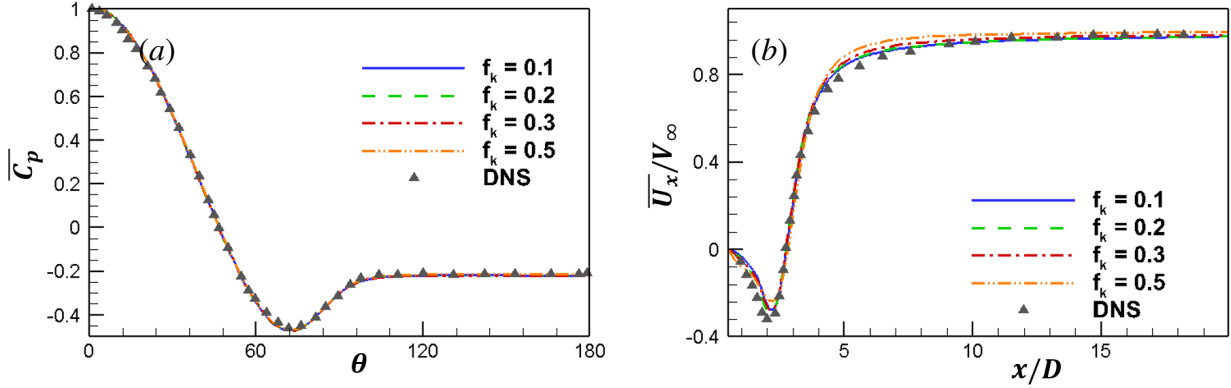 (a)
1
0.8
0.6
0.4
0.2
0
-0.2
-0.4
0
60
120
180
C_p
θ
f_k = 0.1
f_k = 0.2
f_k = 0.3
f_k = 0.5
DNS
(b)
0.8
0.4
0
-0.4
5
10
15
U_x/V_∞
x/D
f_k = 0.1
f_k = 0.2
f_k = 0.3
f_k = 0.5
DNS